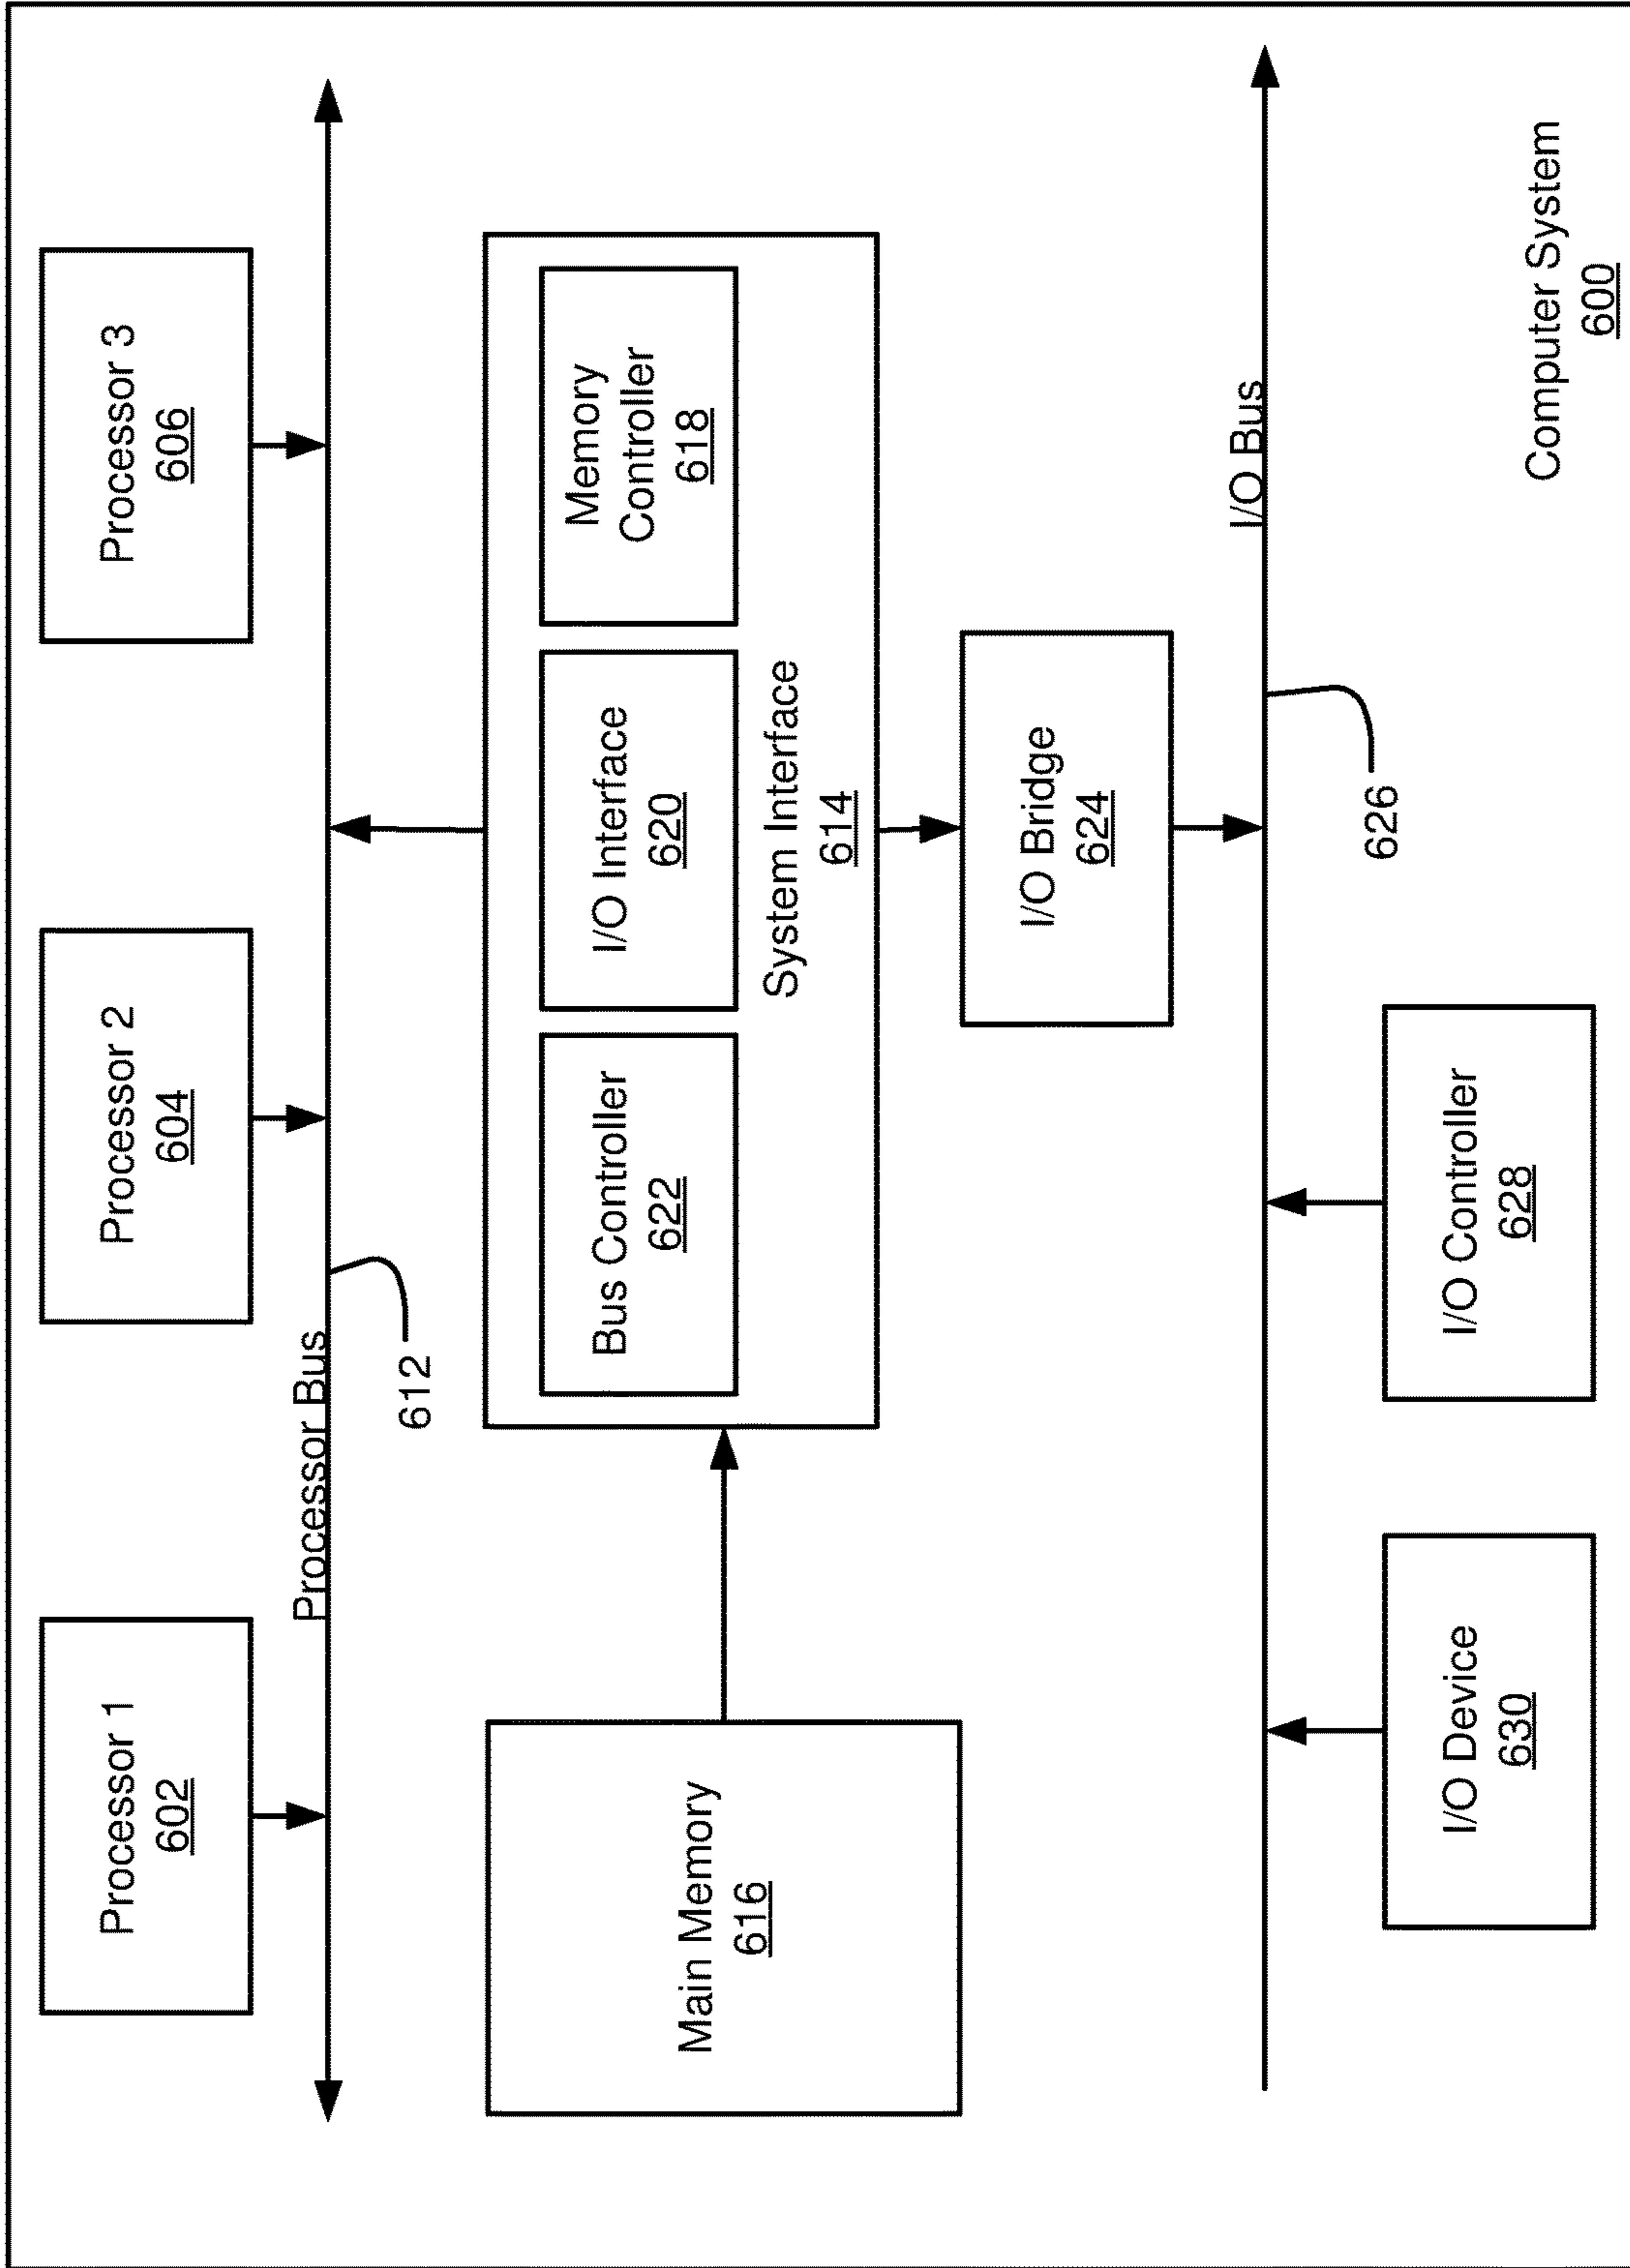 Processor 1
602
Processor 2
604
Processor 3
606
Processor Bus
612
Main Memory
616
Bus Controller
622
I/O Interface
620
Memory
Controller
618
System Interface
614
I/O Bridge
624
I/O Bus
626
I/O Device
630
I/O Controller
628
Computer System
600